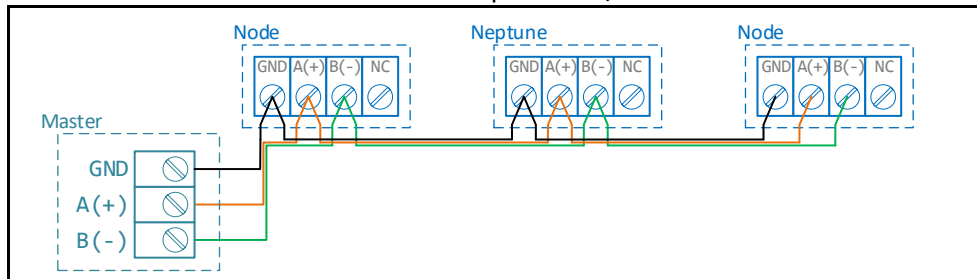 Node Neptune Node
GND A(+) B(-) NC GND A(+) B(-) NC GND A(+) B(-) NC
Master
GND
A(+)
B(-)